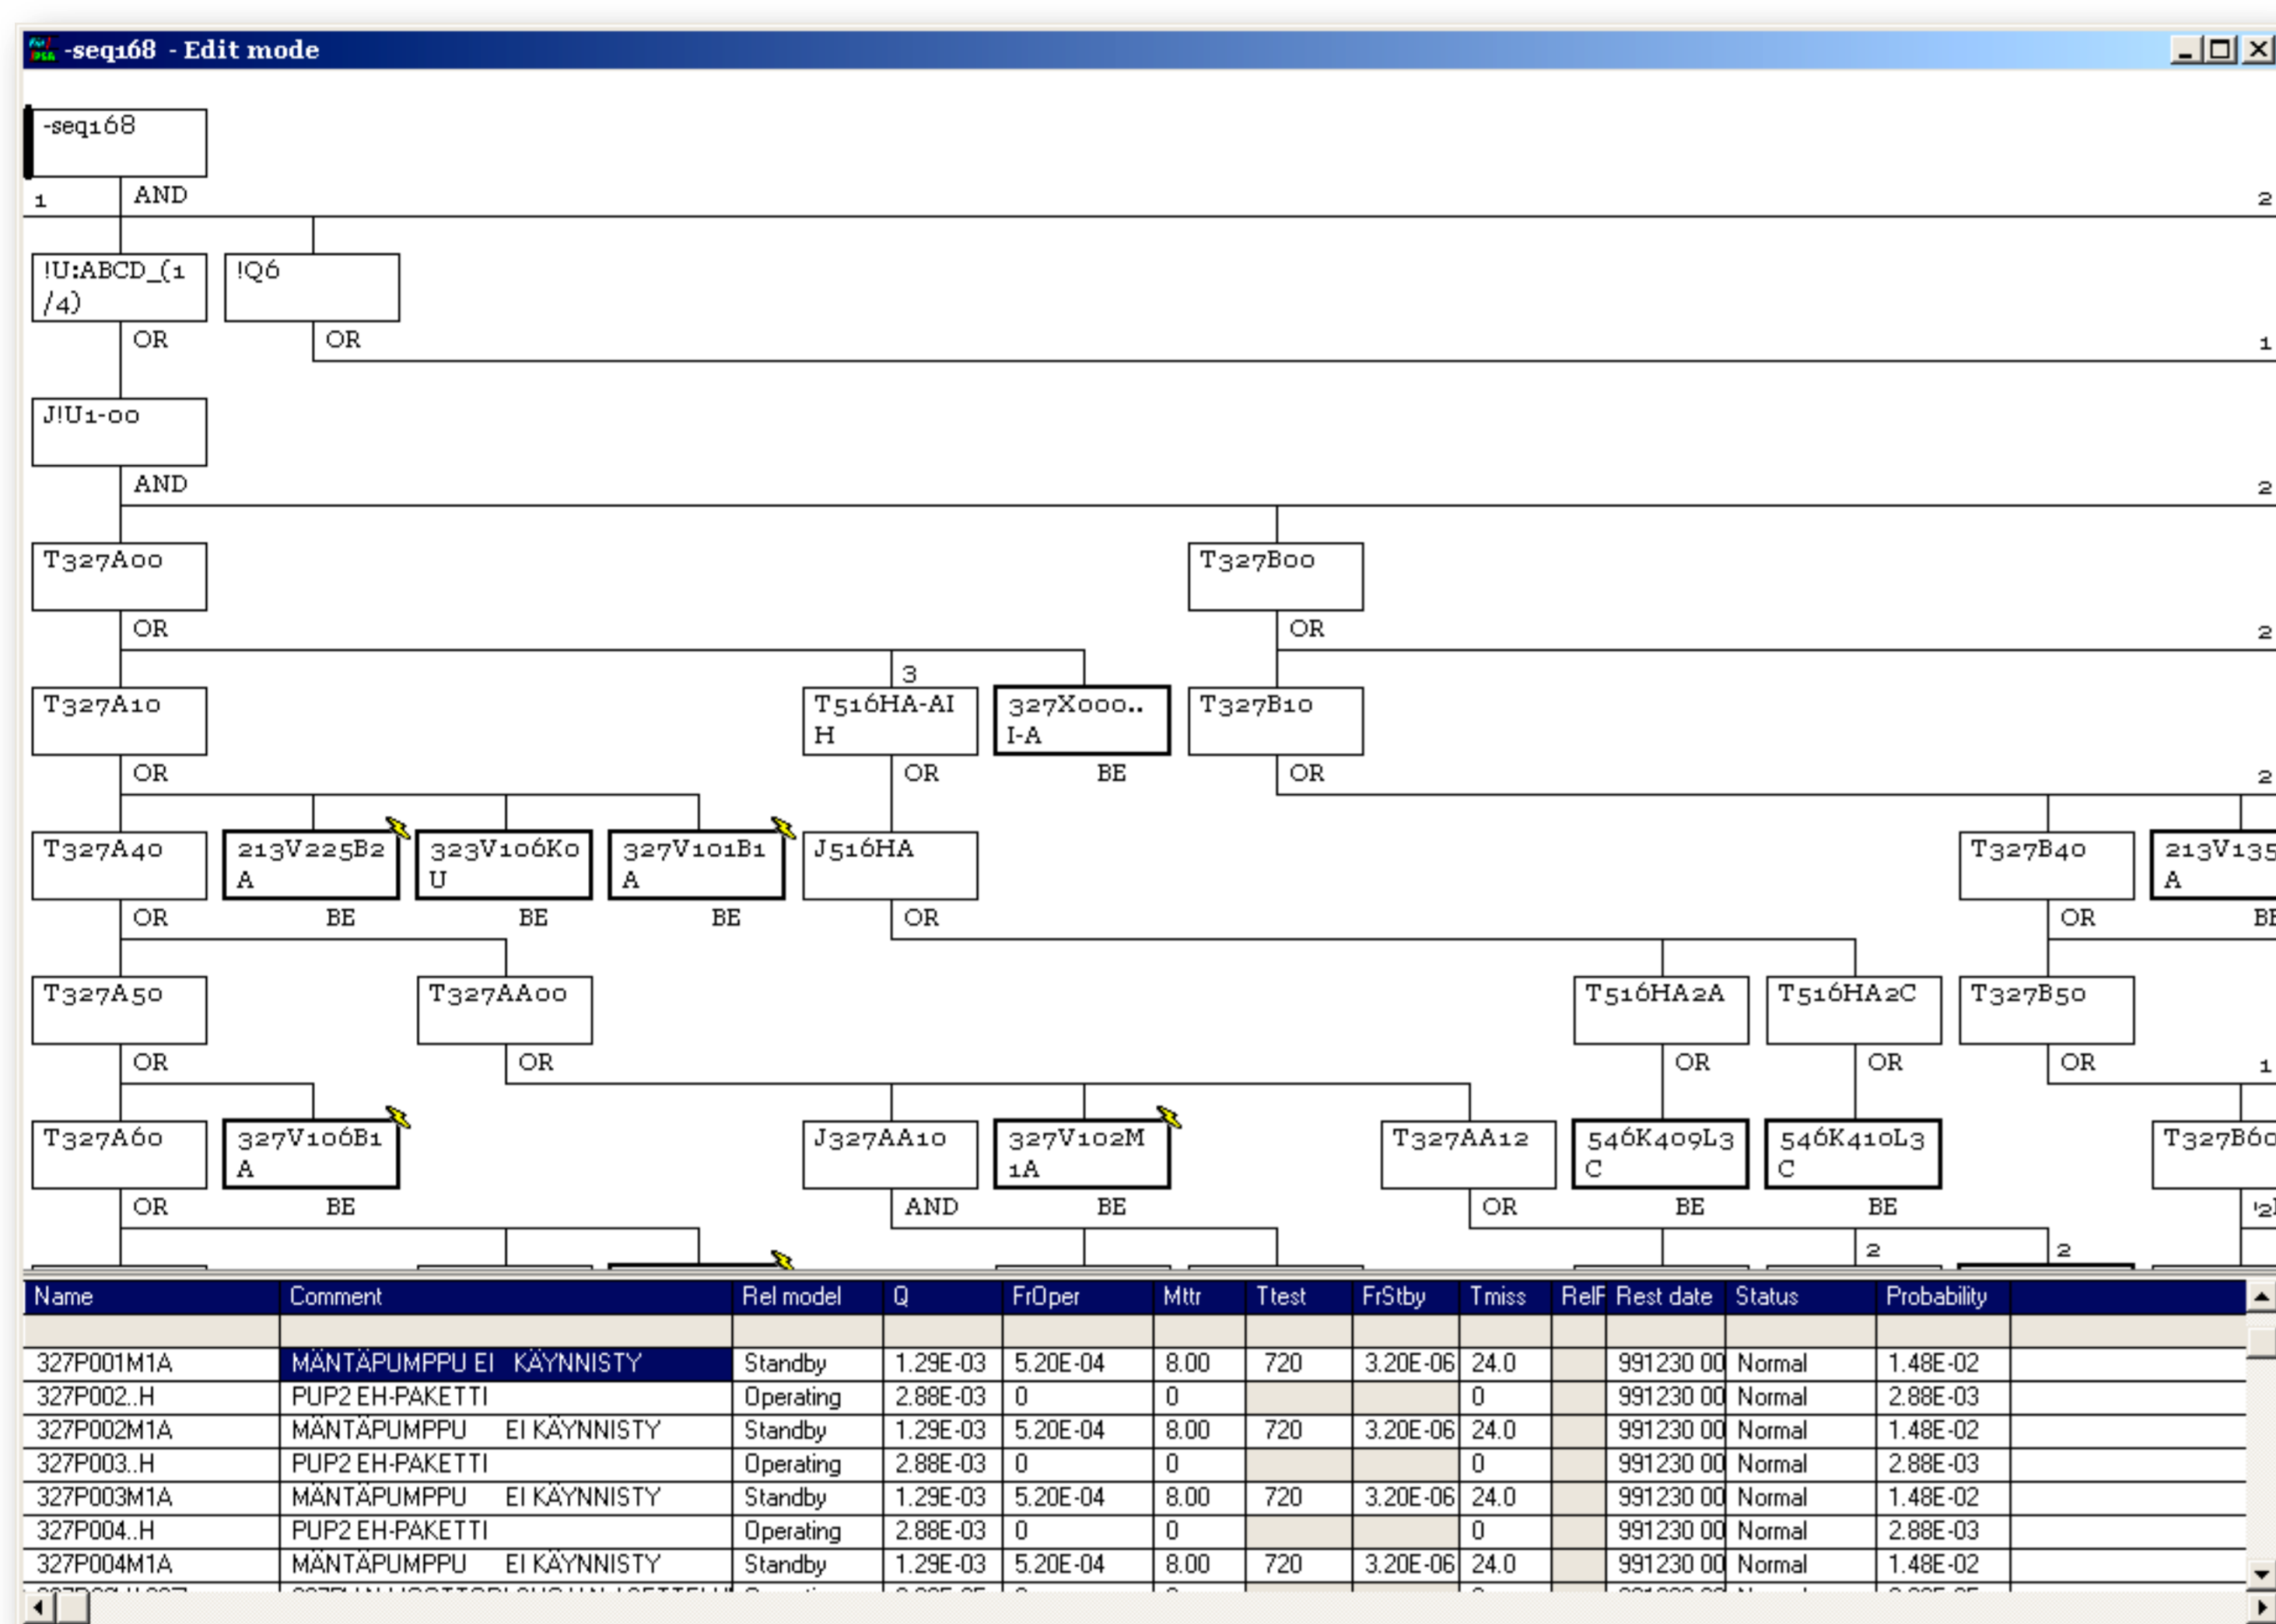 -seq168 - Edit mode
-seq168
AND
1
2
!U:ABCD_(1
/4)
!Q6
OR
OR
1
J!U1-00
AND
2
T327A00
T327B00
OR
OR
2
3
T327A10
T516HA-AI
H
327X000..
I-A
T327B10
OR
OR
BE
OR
2
T327A40
213V225B2
A
323V106K0
U
327V101B1
A
J516HA
T327B40
213V135
A
OR
BE
BE
BE
OR
OR
T327A50
T327AA00
T516HA2A
T516HA2C
T327B50
OR
OR
OR
OR
OR
1
T327A60
327V106B1
A
J327AA10
327V102M
1A
T327AA12
546K409L3
C
546K410L3
C
T327B60
OR
BE
AND
BE
OR
BE
BE
2
2
Name Comment Rel model Q FrOper Mttr Ttest FrStby Tmiss RelF Rest date Status Probability
327P001M1A MÄNTÄPUMPPU EI KÄYNNISTY Standby 1.29E-03 5.20E-04 8.00 720 3.20E-06 24.0 991230 00 Normal 1.48E-02
327P002..H PUP2 EH-PAKETTI Operating 2.88E-03 0 0 0 991230 00 Normal 2.88E-03
327P002M1A MÄNTÄPUMPPU EI KÄYNNISTY Standby 1.29E-03 5.20E-04 8.00 720 3.20E-06 24.0 991230 00 Normal 1.48E-02
327P003..H PUP2 EH-PAKETTI Operating 2.88E-03 0 0 0 991230 00 Normal 2.88E-03
327P003M1A MÄNTÄPUMPPU EI KÄYNNISTY Standby 1.29E-03 5.20E-04 8.00 720 3.20E-06 24.0 991230 00 Normal 1.48E-02
327P004..H PUP2 EH-PAKETTI Operating 2.88E-03 0 0 0 991230 00 Normal 2.88E-03
327P004M1A MÄNTÄPUMPPU EI KÄYNNISTY Standby 1.29E-03 5.20E-04 8.00 720 3.20E-06 24.0 991230 00 Normal 1.48E-02